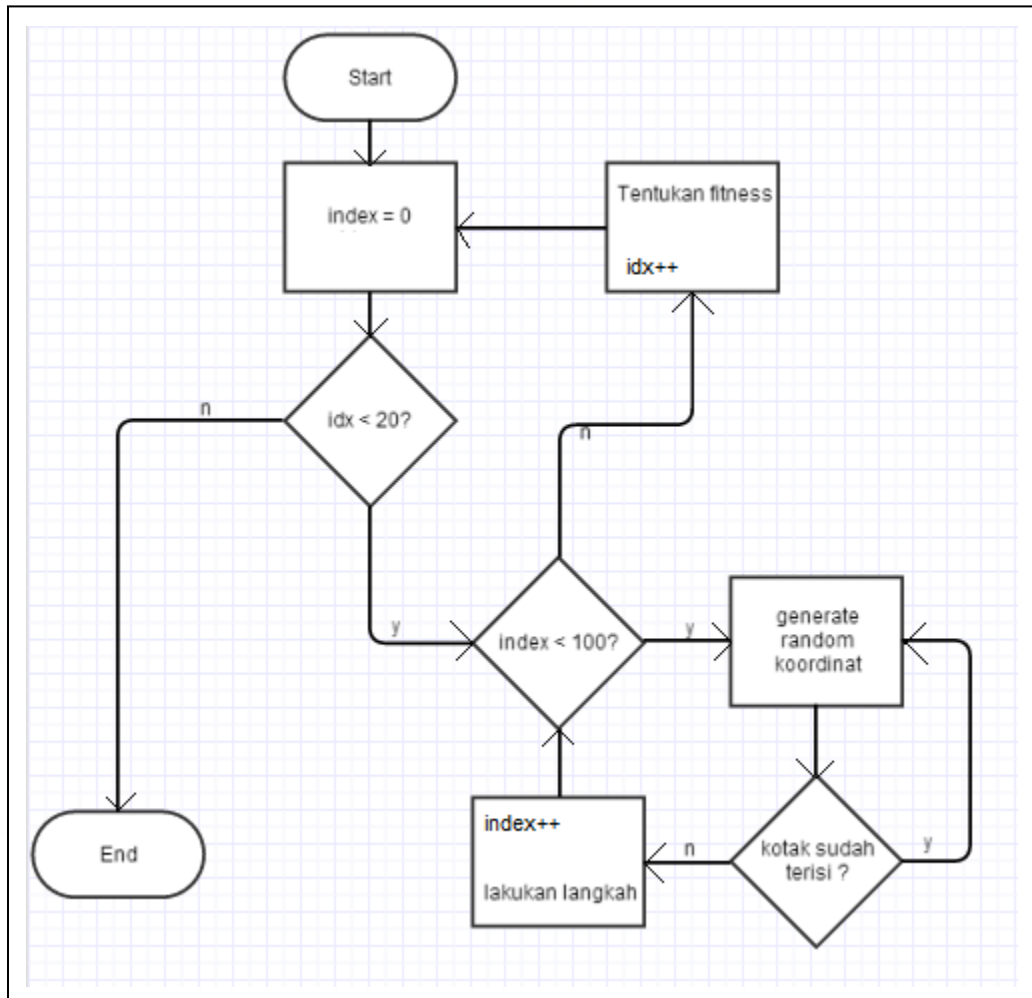 Start
index = 0
Tentukan fitness
idx++
idx < 20?
n
y
n
index < 100?
y
generate
random
koordinat
kotak sudah
terisi ?
y
n
index++
lakukan langkah
End